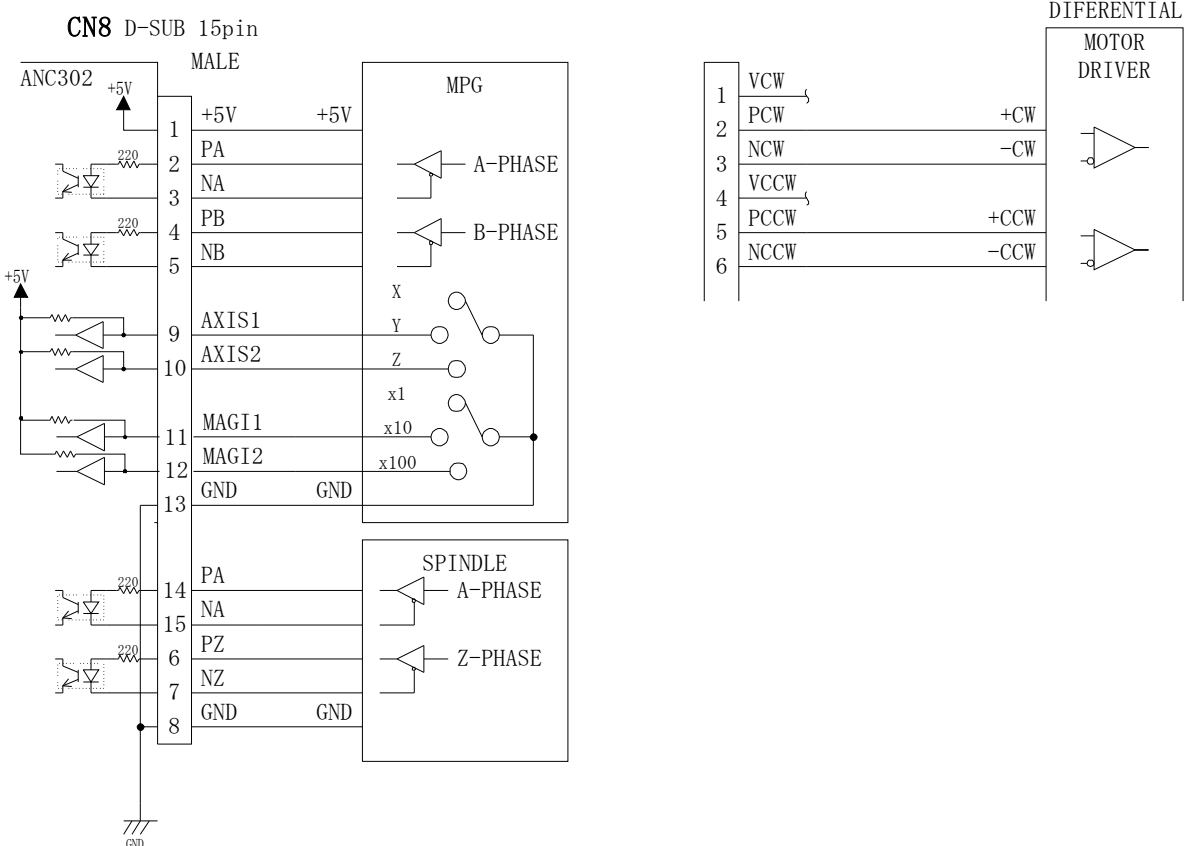 CN8 D-SUB 15pin
MALE
ANC302
+5V
MPG
1 +5V +5V
220 2 PA A-PHASE
3 NA
220 4 PB B-PHASE
5 NB
+5V
X
9 AXIS1 Y
10 AXIS2 Z
x1
11 MAGI1 x10
12 MAGI2 x100
13 GND GND
SPINDLE
220 14 PA A-PHASE
15 NA
220 6 PZ Z-PHASE
7 NZ
8 GND GND
GND
DIFERENTIAL
MOTOR
DRIVER
1 VCW
2 PCW +CW
3 NCW -CW
4 VCCW
5 PCCW +CCW
6 NCCW -CCW